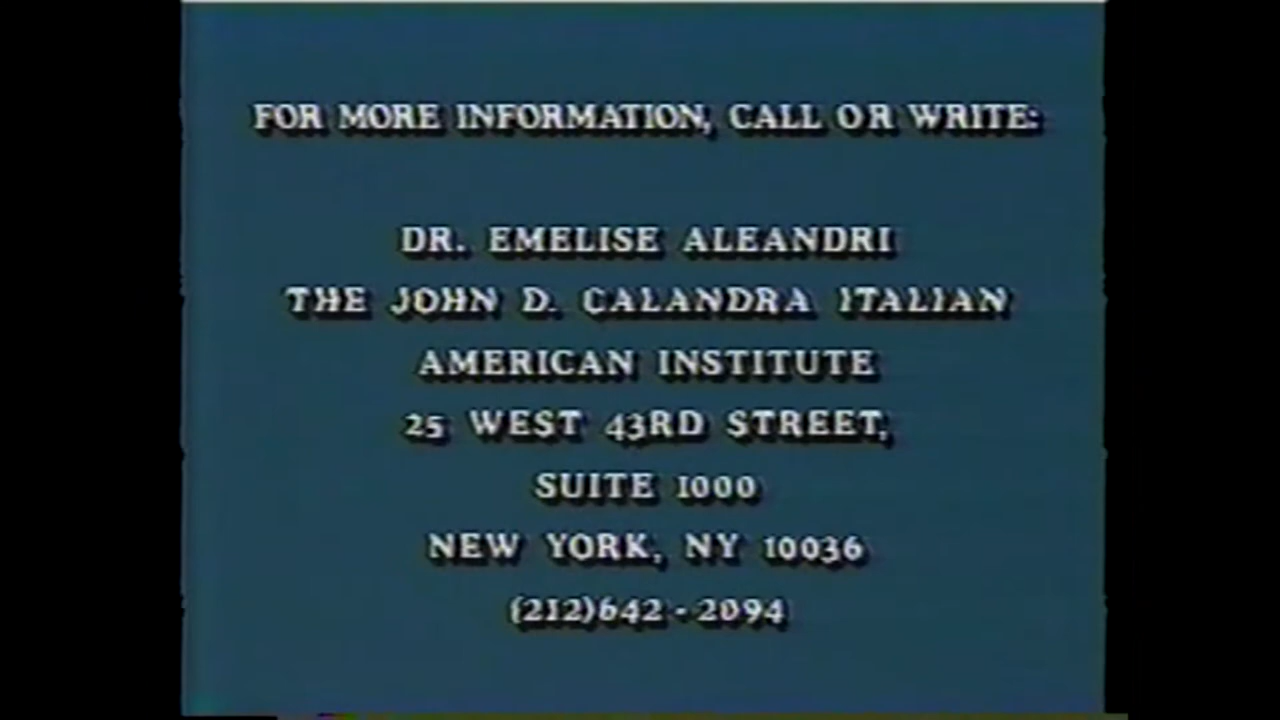 FOR MORE INFORMATION, CALL OR WRITE:
DR. EMELISE ALEANDRI
THE JOHN D. CALANDRA ITALIAN
AMERICAN INSTITUTE
25 WEST 43RD STREET,
SUITE 1000
NEW YORK, NY 10036
(212)642-2094